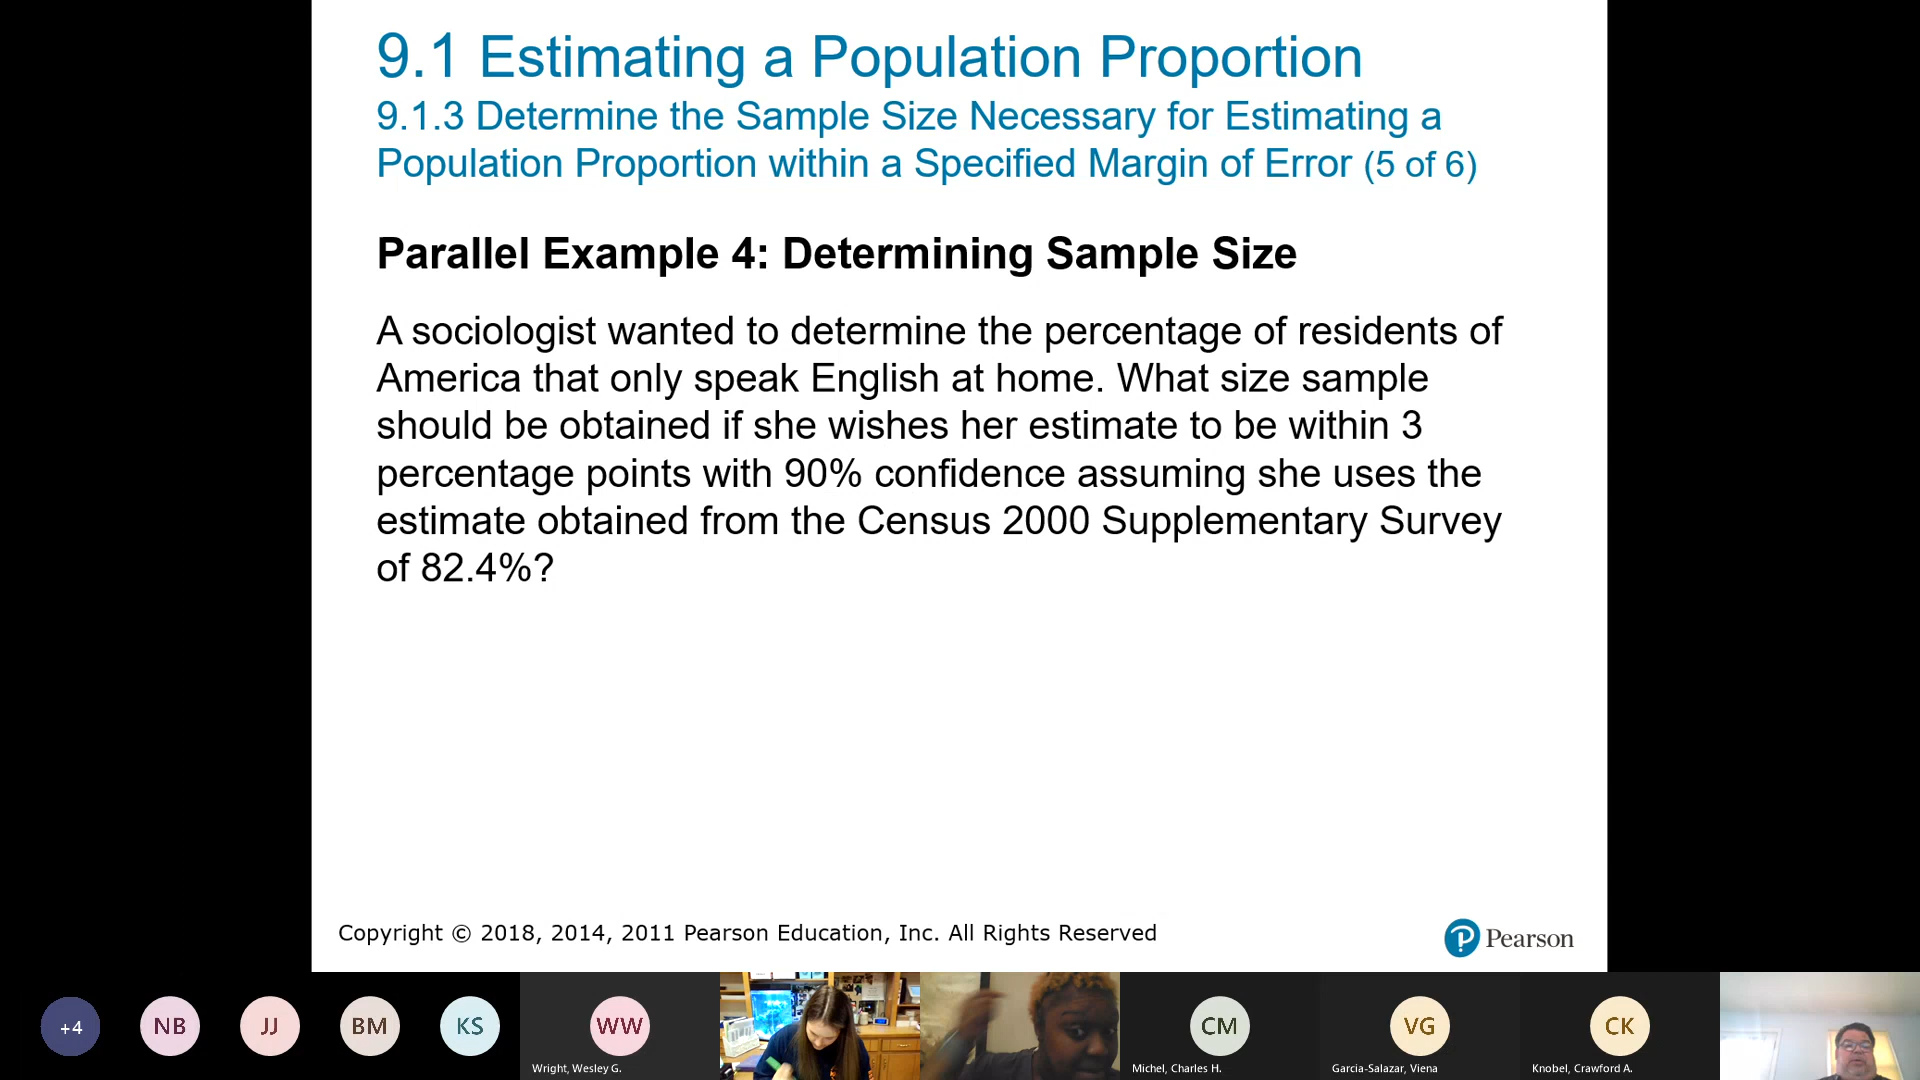 9.1 Estimating a Population Proportion
9.1.3 Determine the Sample Size Necessary for Estimating a
Population Proportion within a Specified Margin of Error (5 of 6)
Parallel Example 4: Determining Sample Size
A sociologist wanted to determine the percentage of residents of
America that only speak English at home. What size sample
should be obtained if she wishes her estimate to be within 3
percentage points with 90% confidence assuming she uses the
estimate obtained from the Census 2000 Supplementary Survey
of 82.4%?
Copyright © 2018, 2014, 2011 Pearson Education, Inc. All Rights Reserved
P Pearson
+4
NB
JJ
BM
KS
WW
CM
VG
CK
Wright, Wesley G.
Michel, Charles H.
Garcia-Salazar, Viena
Knobel, Crawford A.